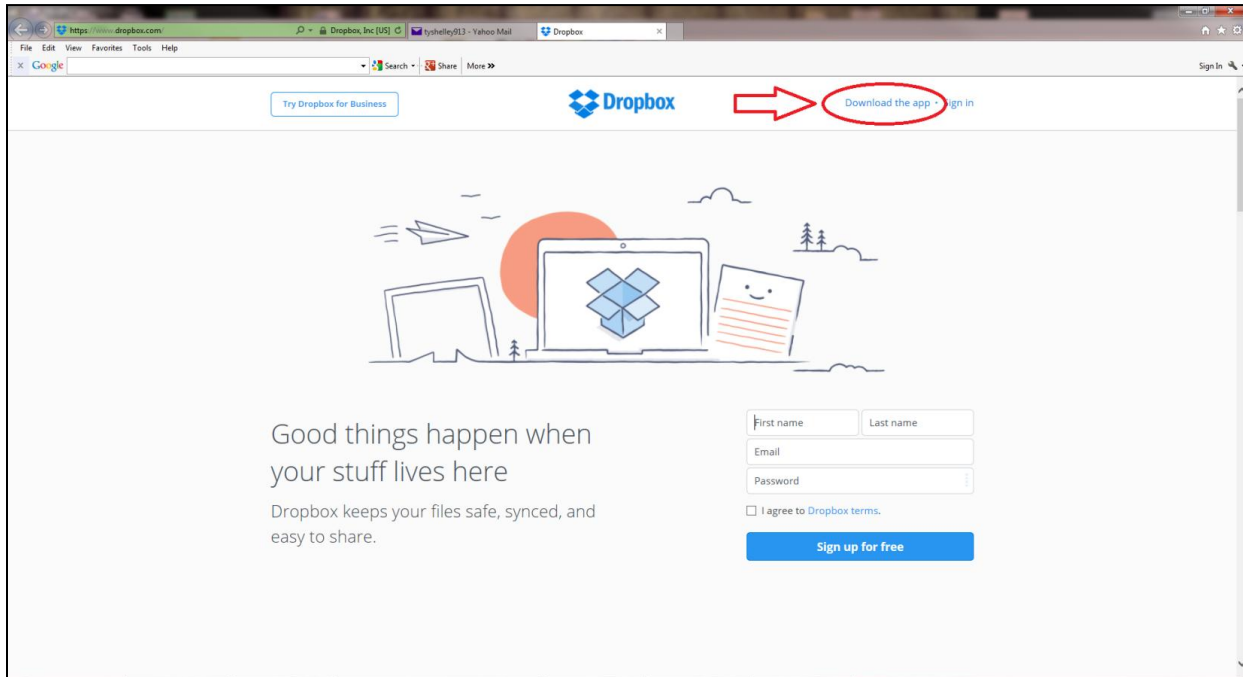 https://www.dropbox.com/
Dropbox, Inc [US]
tyshelley913 - Yahoo Mail
Dropbox
File Edit View Favorites Tools Help
Google
Search
Share
More
Sign In
Try Dropbox for Business
Dropbox
Download the app · Sign in
Good things happen when
your stuff lives here
Dropbox keeps your files safe, synced, and
easy to share.
First name
Last name
Email
Password
I agree to Dropbox terms.
Sign up for free